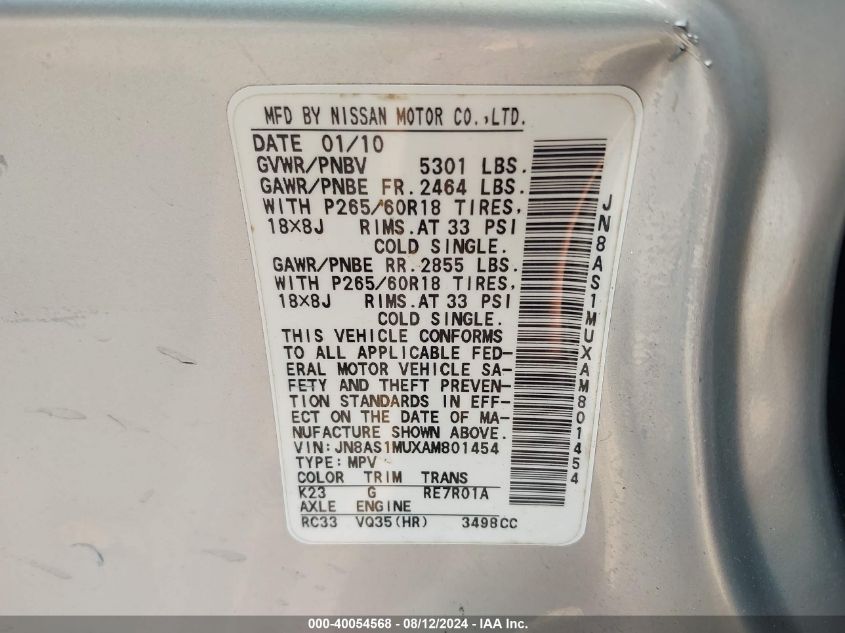 MFD BY NISSAN MOTOR CO.,LTD.
DATE 01/10
GVWR/PNBV 5301 LBS.
GAWR/PNBE FR. 2464 LBS.
WITH P265/60R18 TIRES,
18×8J RIMS. AT 33 PSI
COLD SINGLE.
GAWR/PNBE RR. 2855 LBS.
WITH P265/60R18 TIRES,
18×8J RIMS. AT 33 PSI
COLD SINGLE.
THIS VEHICLE CONFORMS
TO ALL APPLICABLE FED-
ERAL MOTOR VEHICLE SA-
FETY AND THEFT PREVEN-
TION STANDARDS IN EFF-
ECT ON THE DATE OF MA-
NUFACTURE SHOWN ABOVE.
VIN:JN8AS1MUXAM801454
TYPE:MPV
COLOR TRIM TRANS
K23 G RE7R01A
AXLE ENGINE
RC33 VQ35(HR) 3498CC
JN8AS1MUXAM801454
000-40054568 - 08/12/2024 - IAA Inc.